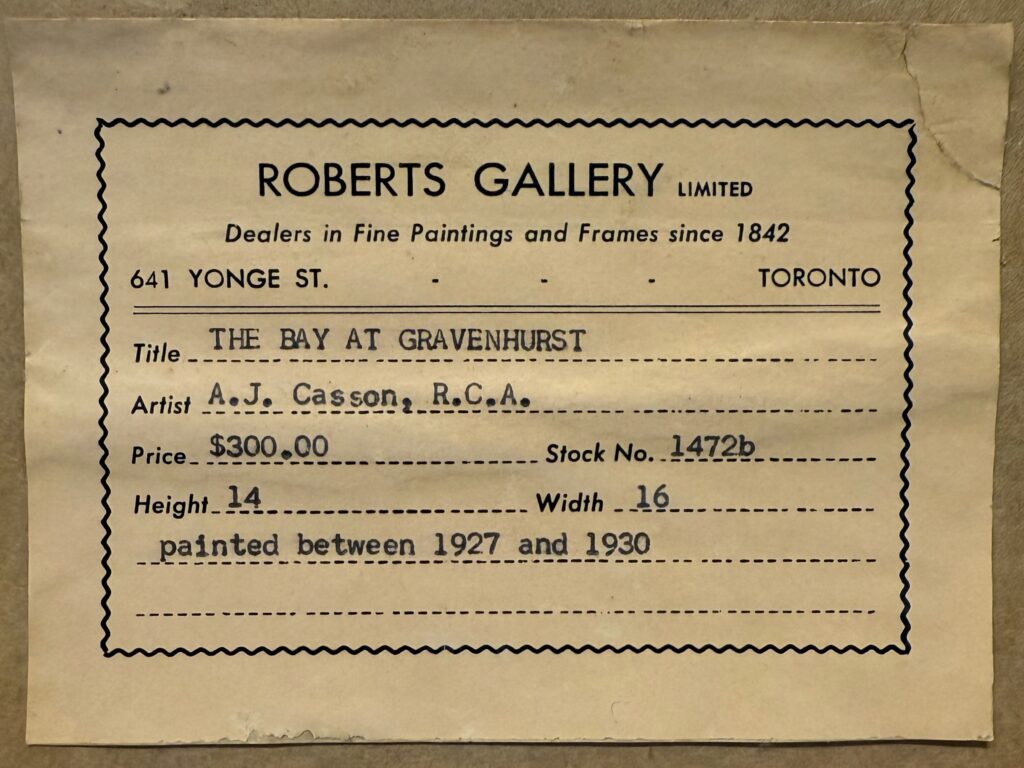 ROBERTS GALLERY LIMITED
Dealers in Fine Paintings and Frames since 1842
641 YONGE ST. - - - TORONTO
Title THE BAY AT GRAVENHURST
Artist A.J. Casson, R.C.A.
Price $300.00 Stock No. 1472b
Height 14 Width 16
painted between 1927 and 1930